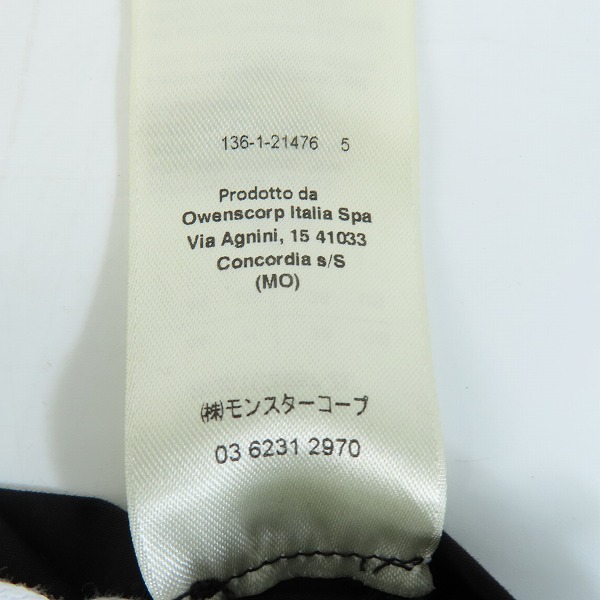 136-1-21476 5
Prodotto da
Owenscorp Italia Spa
Via Agnini, 15 41033
Concordia s/S
(MO)
㈱モンスターコープ
03 6231 2970